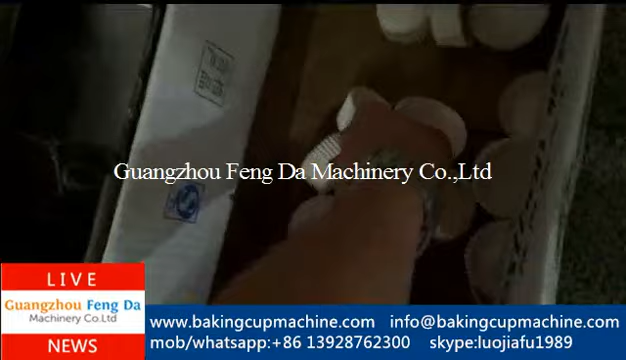 Guangzhou Feng Da Machinery Co.,Ltd
LIVE
Guangzhou Feng Da
Machinery Co.Ltd
NEWS
www.bakingcupmachine.com info@bakingcupmachine.com
mob/whatsapp:+86 13928762300 skype:luojiafu1989